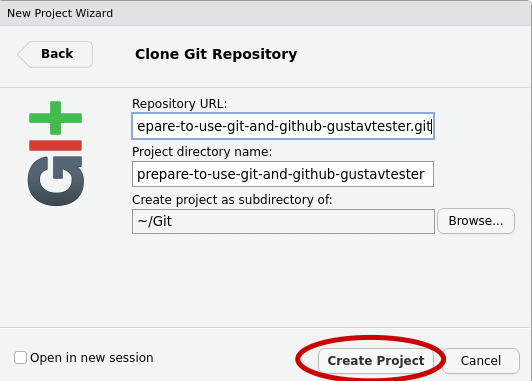 New Project Wizard
Back
Clone Git Repository
Repository URL:
epare-to-use-git-and-github-gustavtester.git
Project directory name:
prepare-to-use-git-and-github-gustavtester
Create project as subdirectory of:
~/Git
Browse...
GIt
Open in new session
Create Project
Cancel